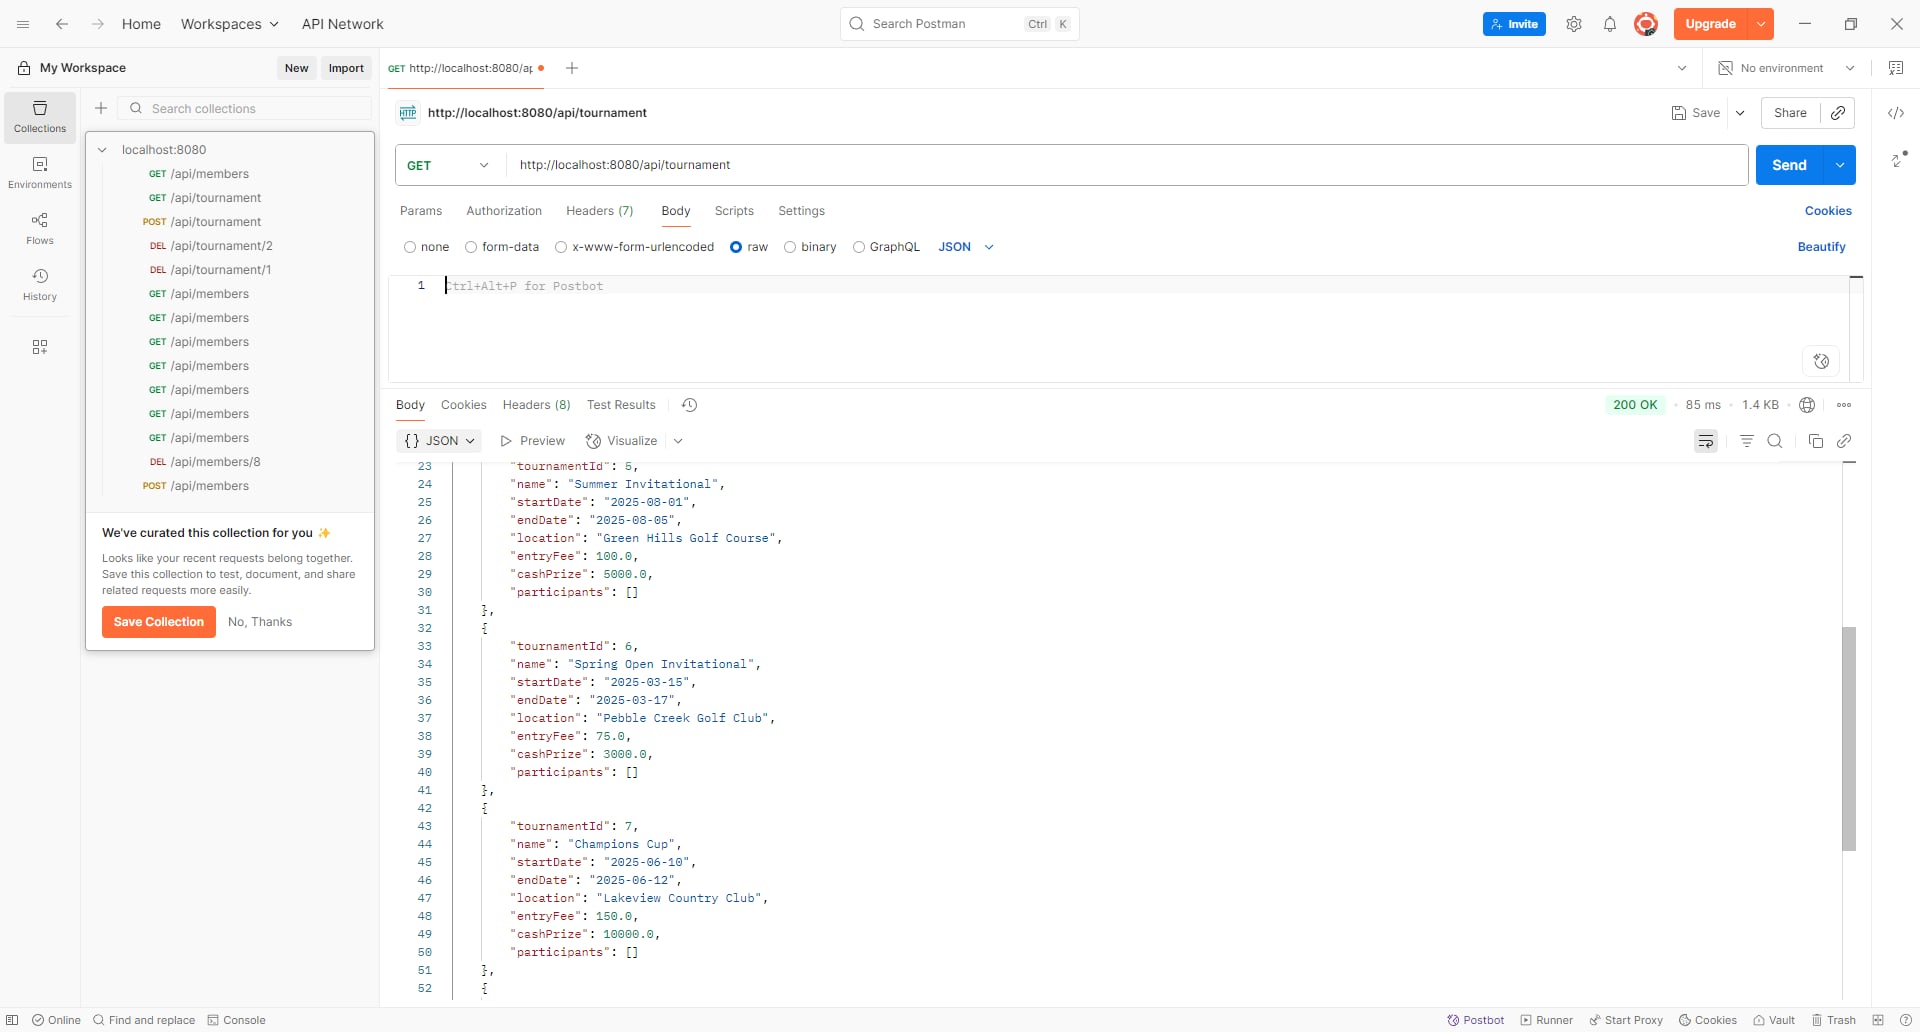 Home
Workspaces
API Network
Search Postman
Ctrl K
Invite
Upgrade
My Workspace
New
Import
GET http://localhost:8080/ap
No environment
Collections
Environments
Flows
History
Search collections
localhost:8080
GET /api/members
GET /api/tournament
POST /api/tournament
DEL /api/tournament/2
DEL /api/tournament/1
GET /api/members
GET /api/members
GET /api/members
GET /api/members
GET /api/members
GET /api/members
GET /api/members
DEL /api/members/8
POST /api/members
We've curated this collection for you ✨
Looks like your recent requests belong together.
Save this collection to test, document, and share
related requests more easily.
Save Collection
No, Thanks
HTTP http://localhost:8080/api/tournament
Save
Share
GET
http://localhost:8080/api/tournament
Send
Params
Authorization
Headers (7)
Body
Scripts
Settings
Cookies
none
form-data
x-www-form-urlencoded
raw
binary
GraphQL
JSON
Beautify
1 Ctrl+Alt+P for Postbot
Body
Cookies
Headers (8)
Test Results
200 OK
85 ms
1.4 KB
{} JSON
Preview
Visualize
23 "tournamentId": 5,
24 "name": "Summer Invitational",
25 "startDate": "2025-08-01",
26 "endDate": "2025-08-05",
27 "location": "Green Hills Golf Course",
28 "entryFee": 100.0,
29 "cashPrize": 5000.0,
30 "participants": []
31 },
32 {
33 "tournamentId": 6,
34 "name": "Spring Open Invitational",
35 "startDate": "2025-03-15",
36 "endDate": "2025-03-17",
37 "location": "Pebble Creek Golf Club",
38 "entryFee": 75.0,
39 "cashPrize": 3000.0,
40 "participants": []
41 },
42 {
43 "tournamentId": 7,
44 "name": "Champions Cup",
45 "startDate": "2025-06-10",
46 "endDate": "2025-06-12",
47 "location": "Lakeview Country Club",
48 "entryFee": 150.0,
49 "cashPrize": 10000.0,
50 "participants": []
51 },
52 {
Online
Find and replace
Console
Postbot
Runner
Start Proxy
Cookies
Vault
Trash